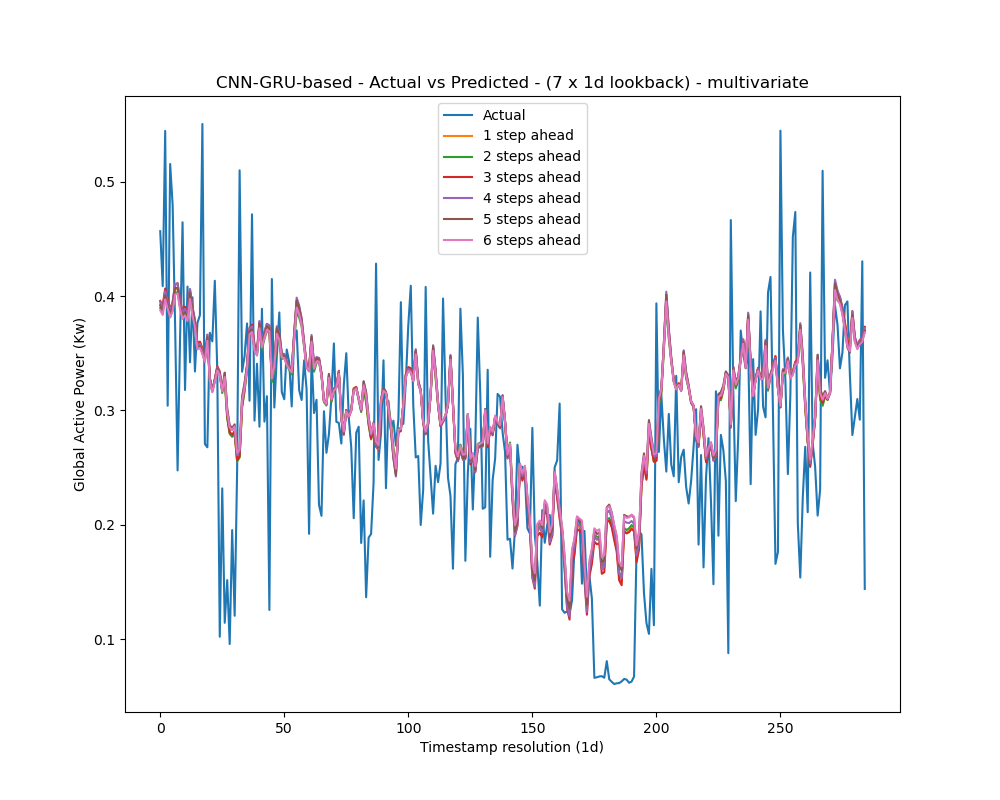 CNN-GRU-based - Actual vs Predicted - (7 x 1d lookback) - multivariate
Actual
1 step ahead
2 steps ahead
3 steps ahead
4 steps ahead
5 steps ahead
6 steps ahead
Global Active Power (Kw)
0.5
0.4
0.3
0.2
0.1
0 50 100 150 200 250
Timestamp resolution (1d)